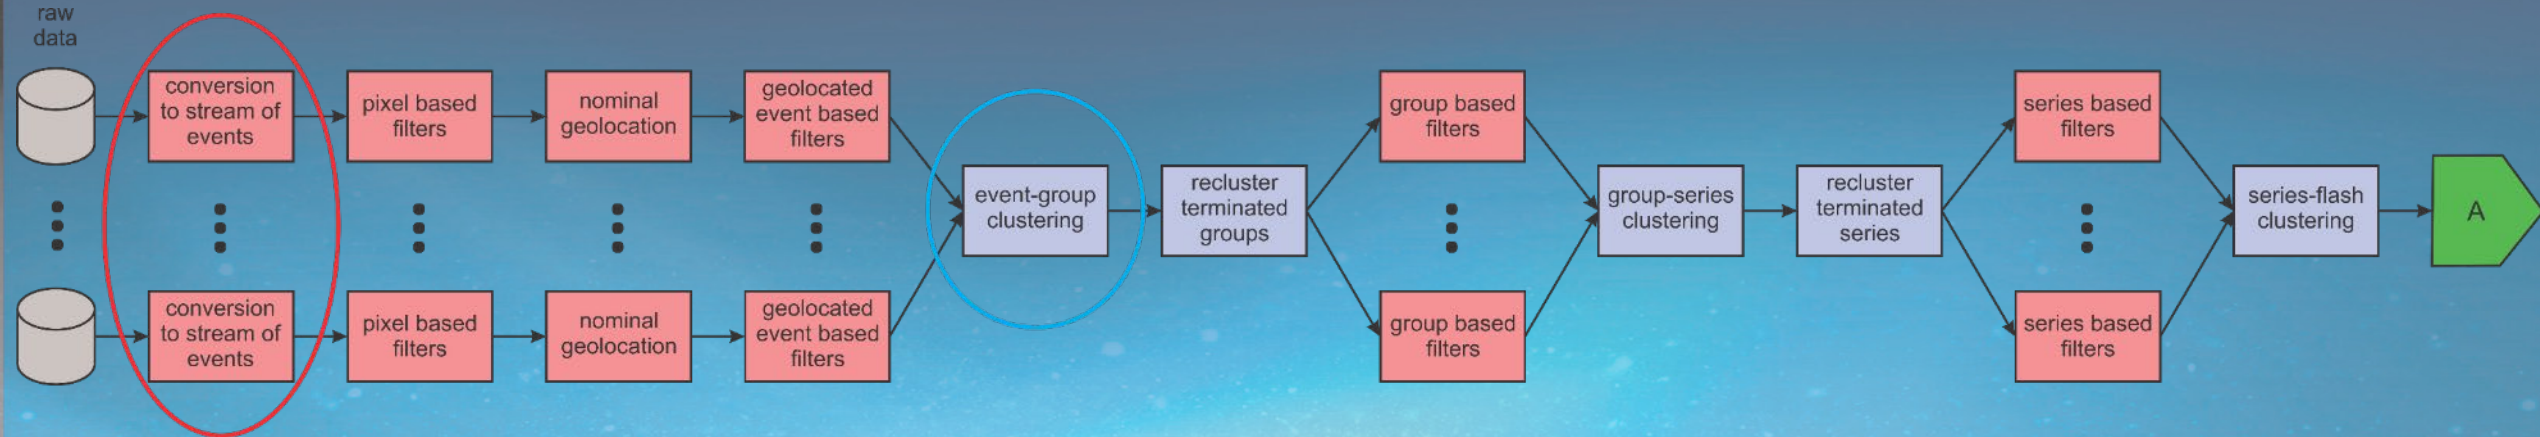 raw
data
conversion
to stream of
events
pixel based
filters
nominal
geolocation
geolocated
event based
filters
event-group
clustering
recluster
terminated
groups
group based
filters
group-series
clustering
recluster
terminated
series
series based
filters
series-flash
clustering
A
conversion
to stream of
events
pixel based
filters
nominal
geolocation
geolocated
event based
filters
group based
filters
series based
filters